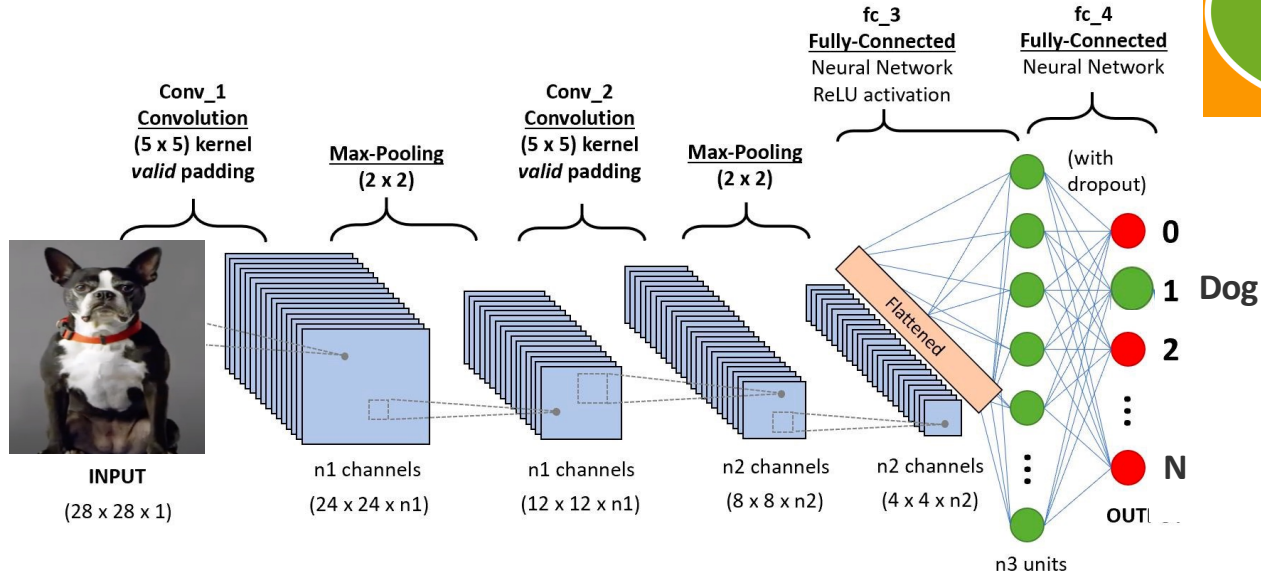 fc_3
Fully-Connected
Neural Network
ReLU activation
fc_4
Fully-Connected
Neural Network
Conv_1
Convolution
(5 x 5) kernel
valid padding
Max-Pooling
(2 x 2)
Conv_2
Convolution
(5 x 5) kernel
valid padding
Max-Pooling
(2 x 2)
(with
dropout)
Flattened
0
1 Dog
2
N
INPUT
(28 x 28 x 1)
n1 channels
(24 x 24 x n1)
n1 channels
(12 x 12 x n1)
n2 channels
(8 x 8 x n2)
n2 channels
(4 x 4 x n2)
n3 units